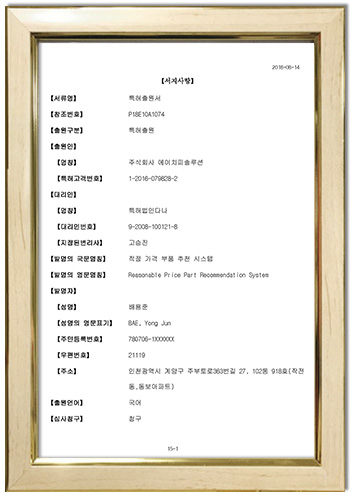 2018-06-14
【서지사항】
【서류명】 특허출원서
【참조번호】 P18E10A1074
【출원구분】 특허출원
【출원인】
【명칭】 주식회사 에이치피솔루션
【특허고객번호】 1-2016-079828-2
【대리인】
【명칭】 특허법인다나
【대리인번호】 9-2008-100121-8
【지정된변리사】 고승진
【발명의 국문명칭】 적정 가격 부품 추천 시스템
【발명의 영문명칭】 Reasonable Price Part Recommendation System
【발명자】
【성명】 배용준
【성명의 영문표기】 BAE, Yong Jun
【주민등록번호】 780706-1XXXXXX
【우편번호】 21119
【주소】 인천광역시 계양구 주부토로363번길 27, 102동 918호(작전
동,동보아파트)
【출원언어】 국어
【심사청구】 청구
15-1